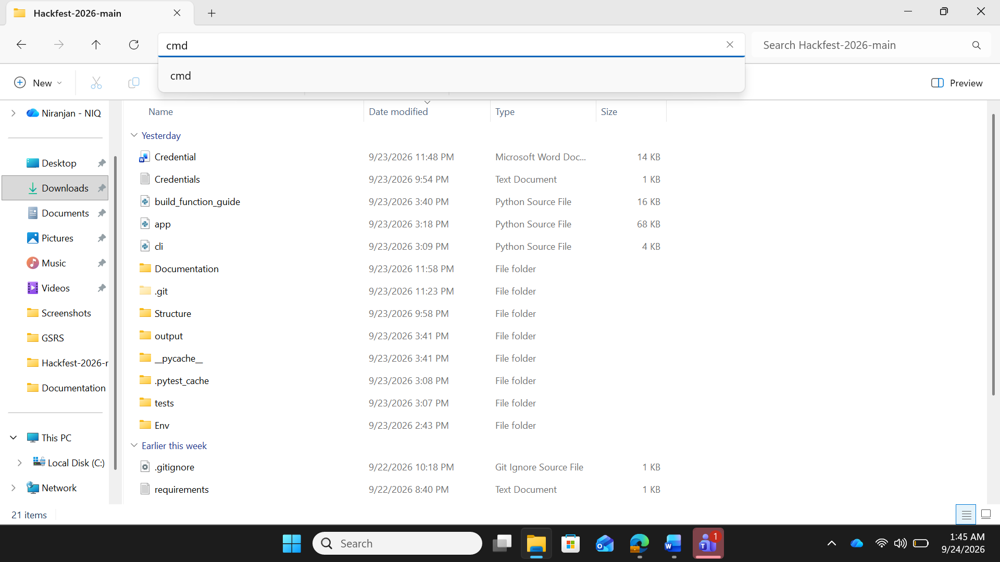 Hackfest-2026-main
cmd
Search Hackfest-2026-main
cmd
New
Preview
Niranjan - NIQ
Desktop
Downloads
Documents
Pictures
Music
Videos
Screenshots
GSRS
Hackfest-2026-r
Documentation
This PC
Local Disk (C:)
Network
Name Date modified Type Size
Yesterday
Credential 9/23/2026 11:48 PM Microsoft Word Doc... 14 KB
Credentials 9/23/2026 9:54 PM Text Document 1 KB
build_function_guide 9/23/2026 3:40 PM Python Source File 16 KB
app 9/23/2026 3:18 PM Python Source File 68 KB
cli 9/23/2026 3:09 PM Python Source File 4 KB
Documentation 9/23/2026 11:58 PM File folder
.git 9/23/2026 11:23 PM File folder
Structure 9/23/2026 9:58 PM File folder
output 9/23/2026 3:41 PM File folder
__pycache__ 9/23/2026 3:41 PM File folder
.pytest_cache 9/23/2026 3:08 PM File folder
tests 9/23/2026 3:07 PM File folder
Env 9/23/2026 2:43 PM File folder
Earlier this week
.gitignore 9/22/2026 10:18 PM Git Ignore Source File 1 KB
requirements 9/22/2026 8:40 PM Text Document 1 KB
21 items
Search
1
1:45 AM
9/24/2026